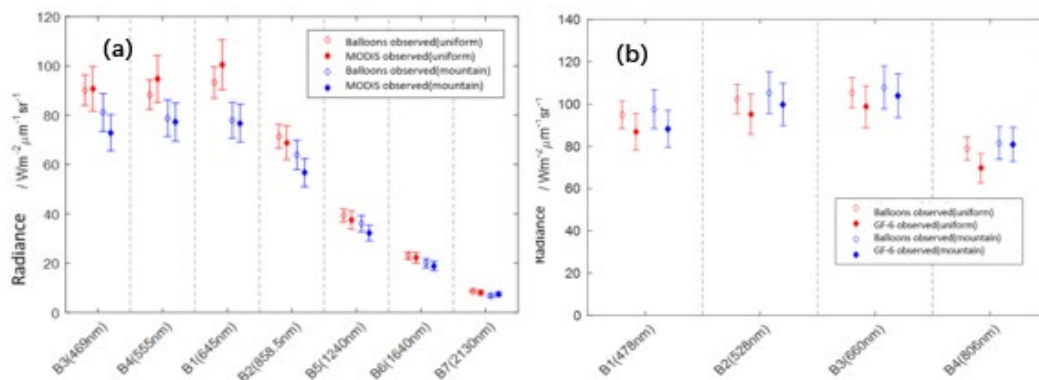 (a)
Balloons observed(uniform)
MODIS observed(uniform)
Balloons observed(mountain)
MODIS observed(mountain)
120
100
80
60
40
20
0
Radiance / Wm⁻²μm⁻¹sr⁻¹
B3(469nm)
B4(555nm)
B1(645nm)
B2(858.5nm)
B5(1240nm)
B6(1640nm)
B7(2130nm)
(b)
Balloons observed(uniform)
GF-6 observed(uniform)
Balloons observed(mountain)
GF-6 observed(mountain)
140
120
100
80
60
40
20
0
Radiance / Wm⁻²μm⁻¹sr⁻¹
B1(478nm)
B2(528nm)
B3(660nm)
B4(806nm)